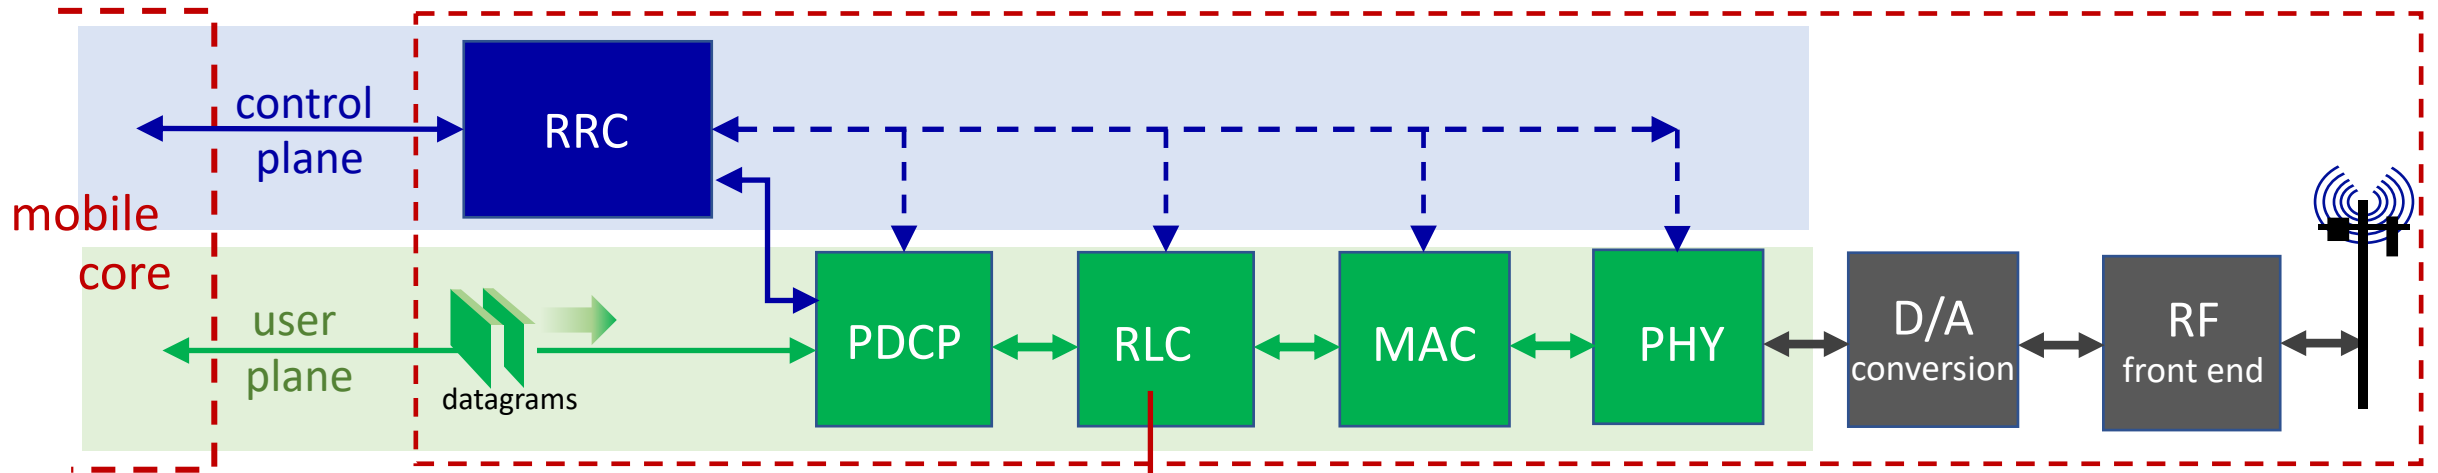 control
plane
RRC
mobile
core
user
plane
datagrams
PDCP
RLC
MAC
PHY
D/A
conversion
RF
front end